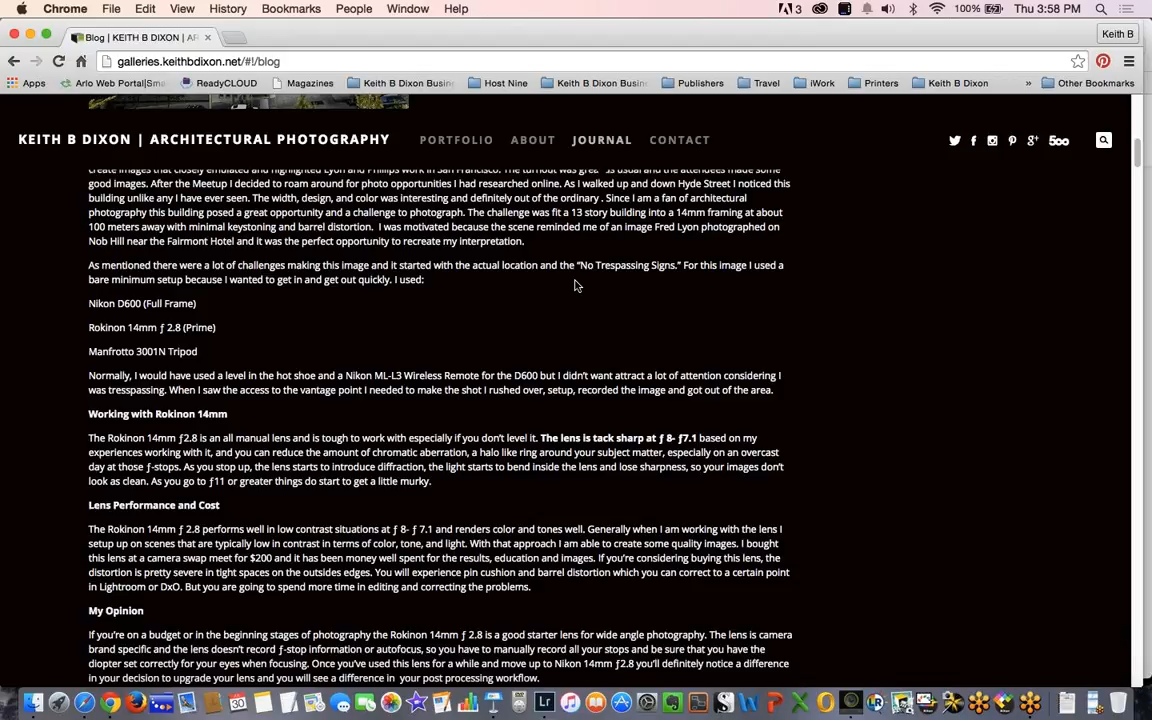 Chrome File Edit View History Bookmarks People Window Help 3 100% Thu 3:58 PM
Blog | KEITH B DIXON | AR Keith B
galleries.keithbdixon.net/#!/blog
Apps Arlo Web Portal|Sma ReadyCLOUD Magazines Keith B Dixon Busin Host Nine Keith B Dixon Busin Publishers Travel iWork Printers Keith B Dixon » Other Bookmarks
KEITH B DIXON | ARCHITECTURAL PHOTOGRAPHY PORTFOLIO ABOUT JOURNAL CONTACT 500
create images that closely emulated and highlighted Lyon and Phillips work in San Francisco. The turnout was as usual and the attendees made some
good images. After the Meetup I decided to roam around for photo opportunities I had researched online. As I walked up and down Hyde Street I noticed this
building unlike any I have ever seen. The width, design, and color was interesting and definitely out of the ordinary . Since I am a fan of architectural
photography this building posed a great opportunity and a challenge to photograph. The challenge was fit a 13 story building into a 14mm framing at about
100 meters away with minimal keystoning and barrel distortion. I was motivated because the scene reminded me of an image Fred Lyon photographed on
Nob Hill near the Fairmont Hotel and it was the perfect opportunity to recreate my interpretation.
As mentioned there were a lot of challenges making this image and it started with the actual location and the “No Trespassing Signs.” For this image I used a
bare minimum setup because I wanted to get in and get out quickly. I used:
Nikon D600 (Full Frame)
Rokinon 14mm ƒ 2.8 (Prime)
Manfrotto 3001N Tripod
Normally, I would have used a level in the hot shoe and a Nikon ML-L3 Wireless Remote for the D600 but I didn’t want attract a lot of attention considering I
was tresspassing. When I saw the access to the vantage point I needed to make the shot I rushed over, setup, recorded the image and got out of the area.
Working with Rokinon 14mm
The Rokinon 14mm ƒ2.8 is an all manual lens and is tough to work with especially if you don’t level it. The lens is tack sharp at ƒ 8- ƒ7.1 based on my
experiences working with it, and you can reduce the amount of chromatic aberration, a halo like ring around your subject matter, especially on an overcast
day at those ƒ-stops. As you stop up, the lens starts to introduce diffraction, the light starts to bend inside the lens and lose sharpness, so your images don’t
look as clean. As you go to ƒ11 or greater things do start to get a little murky.
Lens Performance and Cost
The Rokinon 14mm ƒ 2.8 performs well in low contrast situations at ƒ 8- ƒ 7.1 and renders color and tones well. Generally when I am working with the lens I
setup up on scenes that are typically low in contrast in terms of color, tone, and light. With that approach I am able to create some quality images. I bought
this lens at a camera swap meet for $200 and it has been money well spent for the results, education and images. If you’re considering buying this lens, the
distortion is pretty severe in tight spaces on the outsides edges. You will experience pin cushion and barrel distortion which you can correct to a certain point
in Lightroom or DxO. But you are going to spend more time in editing and correcting the problems.
My Opinion
If you’re on a budget or in the beginning stages of photography the Rokinon 14mm ƒ 2.8 is a good starter lens for wide angle photography. The lens is camera
brand specific and the lens doesn’t record ƒ-stop information or autofocus, so you have to manually record all your stops and be sure that you have the
diopter set correctly for your eyes when focusing. Once you’ve used this lens for a while and move up to Nikon 14mm ƒ2.8 you’ll definitely notice a difference
in your decision to upgrade your lens and you will see a difference in your post processing workflow.
30 Lr